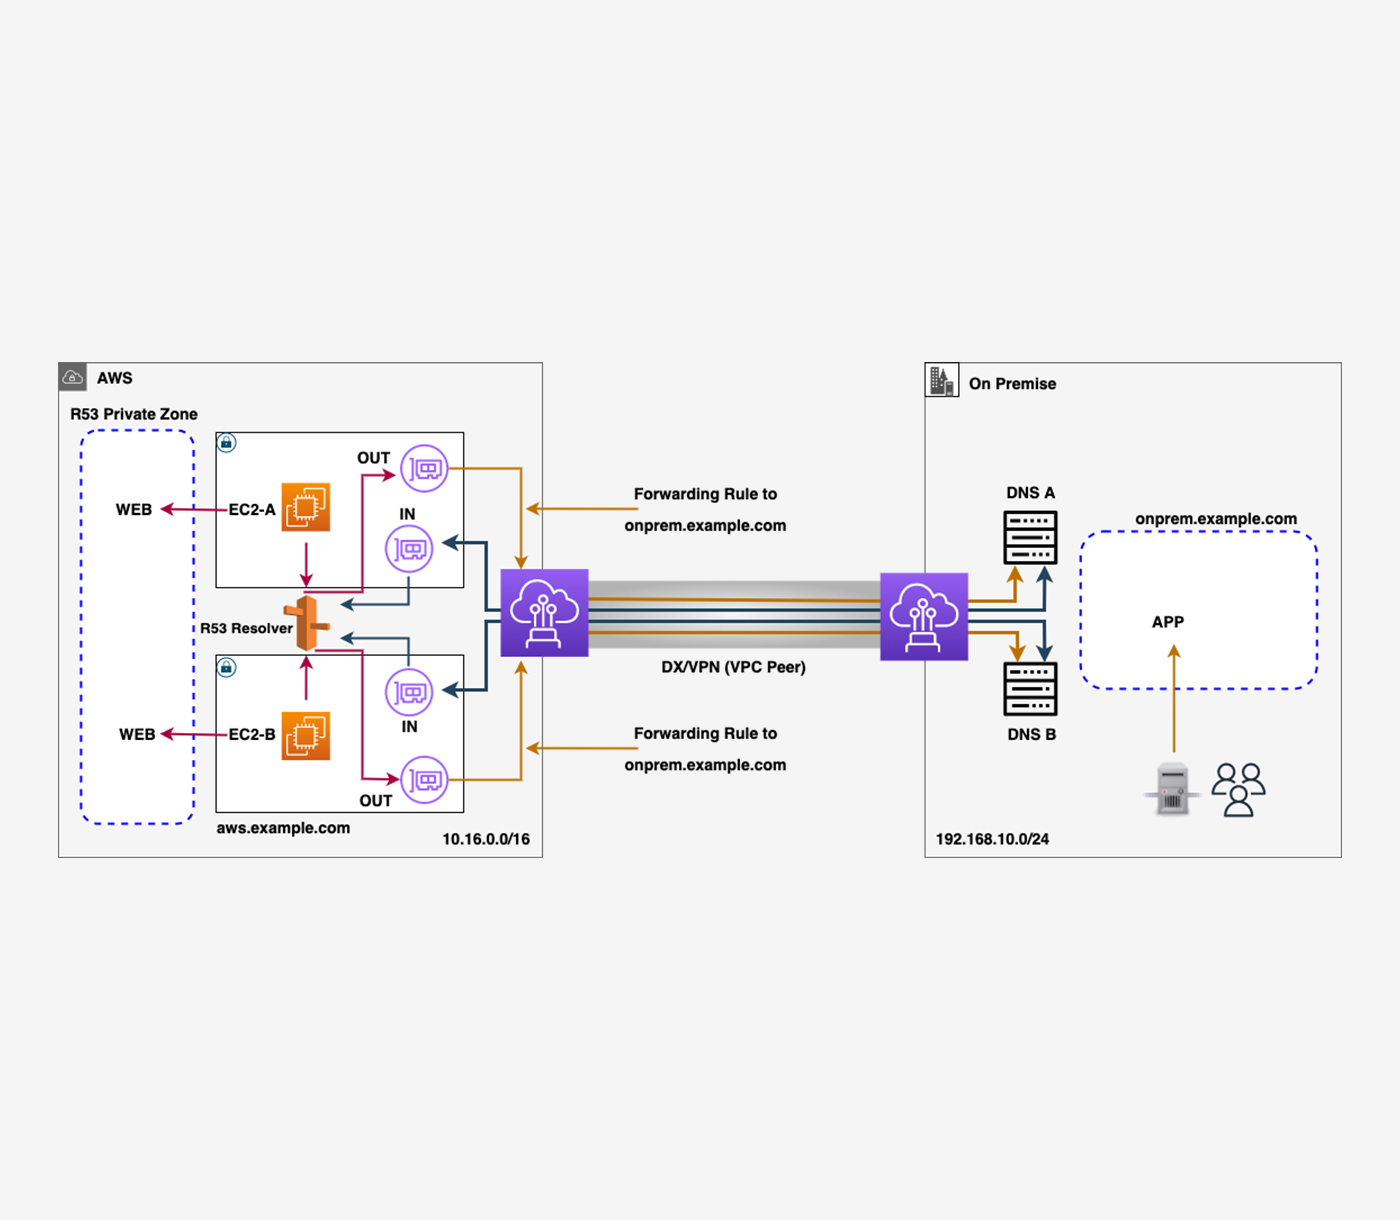 AWS
R53 Private Zone
OUT
WEB
EC2-A
IN
R53 Resolver
IN
WEB
EC2-B
OUT
aws.example.com
10.16.0.0/16
Forwarding Rule to
onprem.example.com
DX/VPN (VPC Peer)
Forwarding Rule to
onprem.example.com
On Premise
DNS A
onprem.example.com
APP
DNS B
192.168.10.0/24